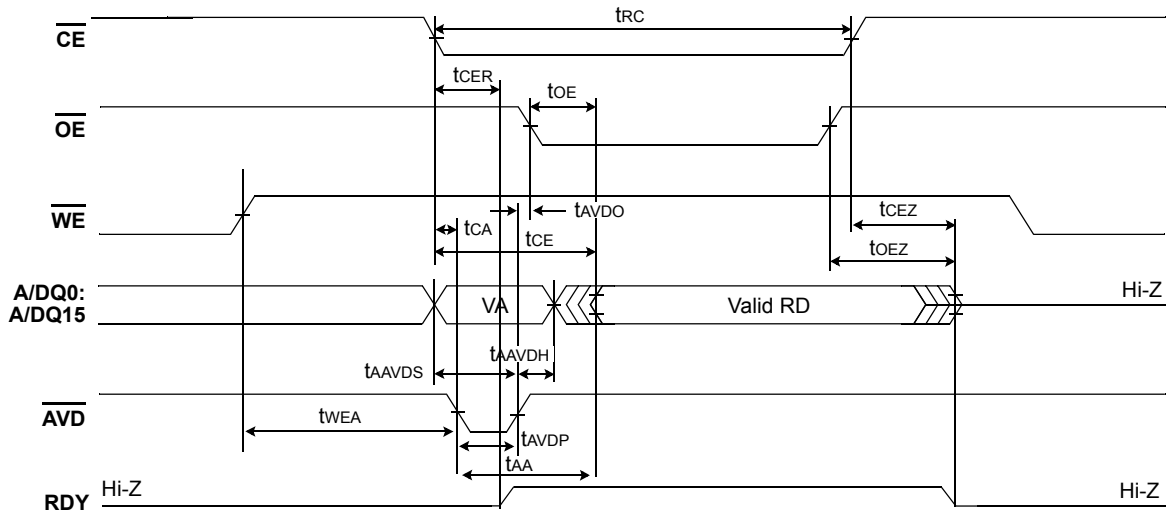 tRC
CE
tCER
tOE
OE
tAVDO
WE
tCA
tCE
tCEZ
tOEZ
A/DQ0:
A/DQ15
VA
Valid RD
Hi-Z
tAAVDH
tAAVDS
AVD
tWEA
tAVDP
tAA
Hi-Z
Hi-Z
RDY